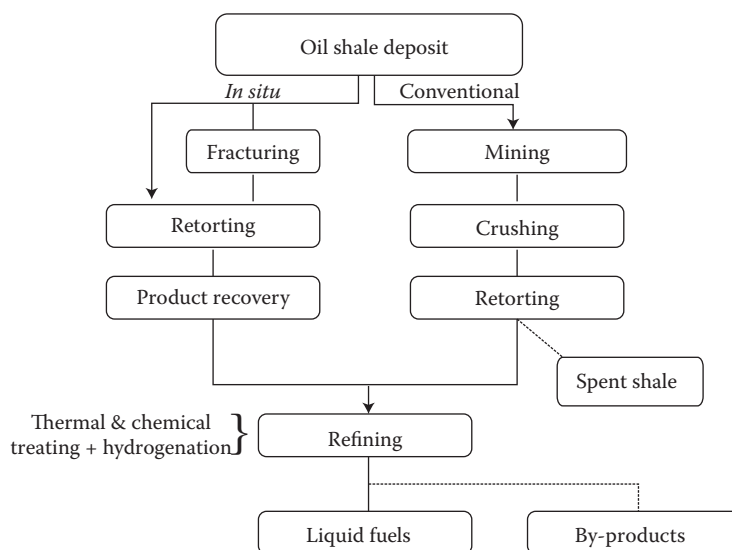 Oil shale deposit
In situ
Conventional
Fracturing
Mining
Retorting
Crushing
Product recovery
Retorting
Spent shale
Thermal & chemical
treating + hydrogenation
Refining
Liquid fuels
By-products